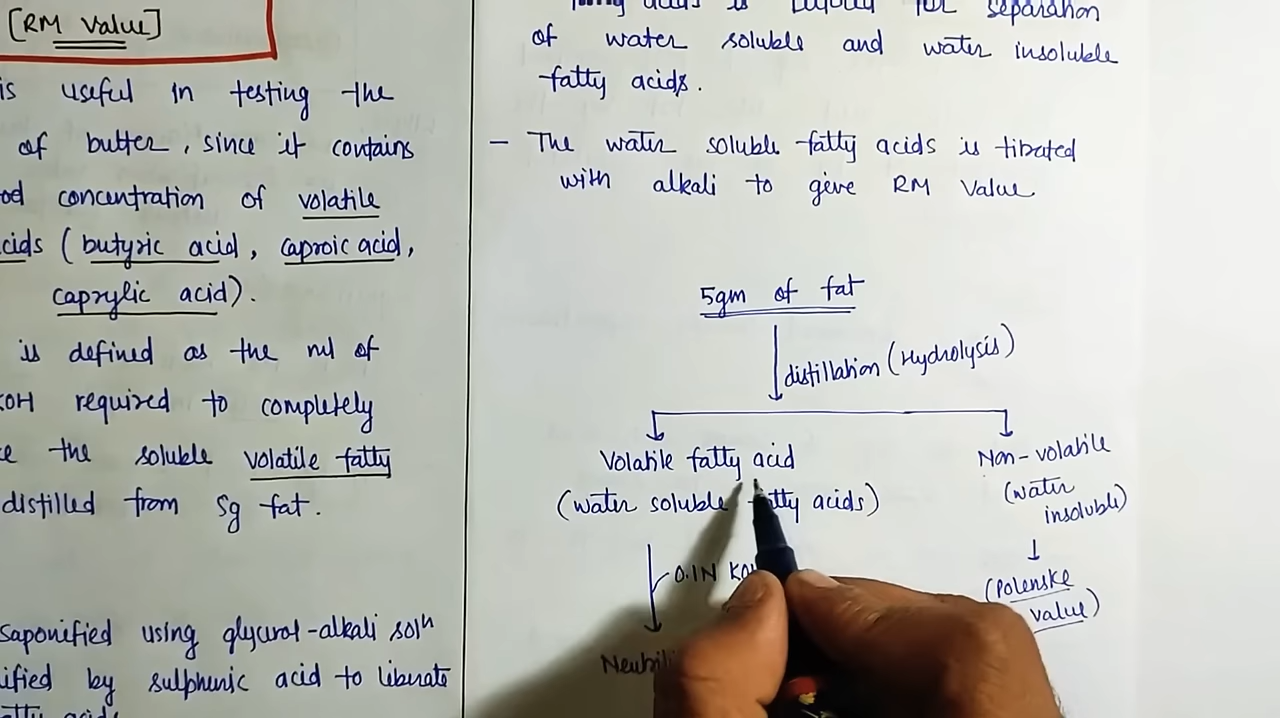 [RM Value]
is useful in testing the
of butter, since it contains
od concentration of volatile
cids (butyric acid, caproic acid,
caprylic acid).
is defined as the ml of
KOH required to completely
e the soluble volatile fatty
distilled from 5g fat.
saponified using glycerol-alkali solⁿ
ified by sulphuric acid to liberate
separation
of water soluble and water insoluble
fatty acids.
- The water soluble fatty acids is titrated
with alkali to give RM Value
5gm of fat
distillation (Hydrolysis)
Volatile fatty acid
(water soluble fatty acids)
0.1N KO
Non-volatile
(water
insoluble)
(Polenske
value)